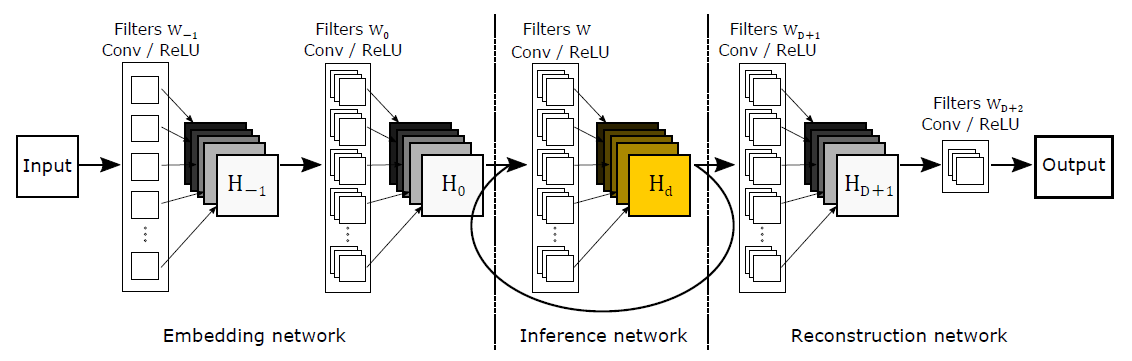 Filters W₋₁
Conv / ReLU
Filters W₀
Conv / ReLU
Filters W
Conv / ReLU
Filters W_D+1
Conv / ReLU
Filters W_D+2
Conv / ReLU
Input
H₋₁
H₀
H_d
H_D+1
Output
Embedding network
Inference network
Reconstruction network